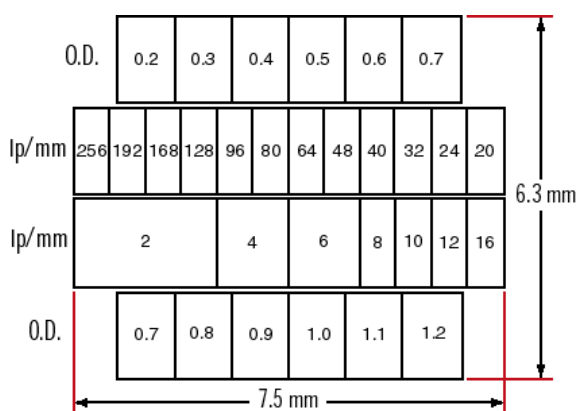 O.D. 0.2 0.3 0.4 0.5 0.6 0.7
lp/mm 256 192 168 128 96 80 64 48 40 32 24 20
6.3 mm
lp/mm 2 4 6 8 10 12 16
O.D. 0.7 0.8 0.9 1.0 1.1 1.2
7.5 mm